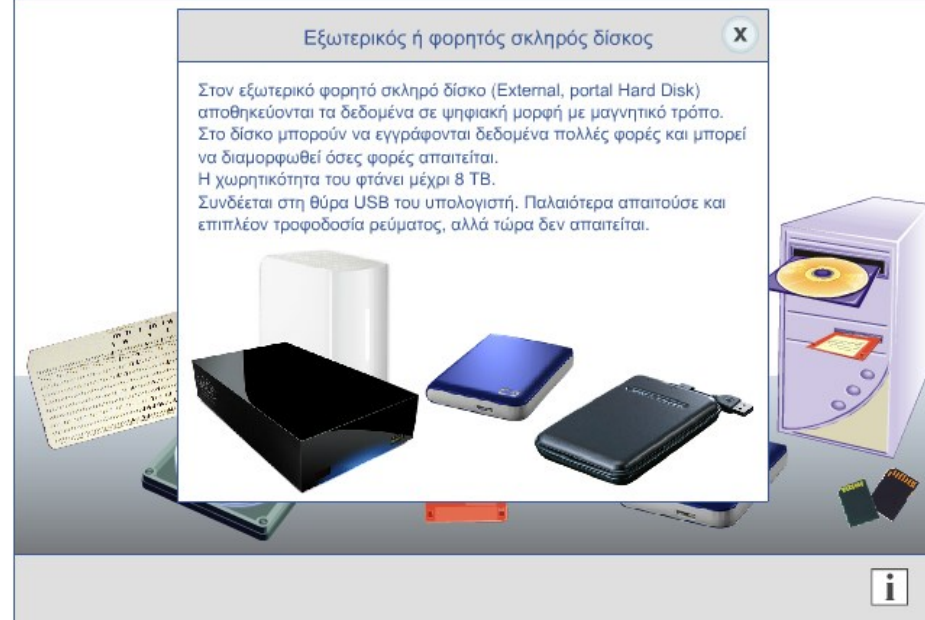 Εξωτερικός ή φορητός σκληρός δίσκος
X
Στον εξωτερικό φορητό σκληρό δίσκο (External, portal Hard Disk)
αποθηκεύονται τα δεδομένα σε ψηφιακή μορφή με μαγνητικό τρόπο.
Στο δίσκο μπορούν να εγγράφονται δεδομένα πολλές φορές και μπορεί
να διαμορφωθεί όσες φορές απαιτείται.
Η χωρητικότητα του φτάνει μέχρι 8 TB.
Συνδέεται στη θύρα USB του υπολογιστή. Παλαιότερα απαιτούσε και
επιπλέον τροφοδοσία ρεύματος, αλλά τώρα δεν απαιτείται.
i